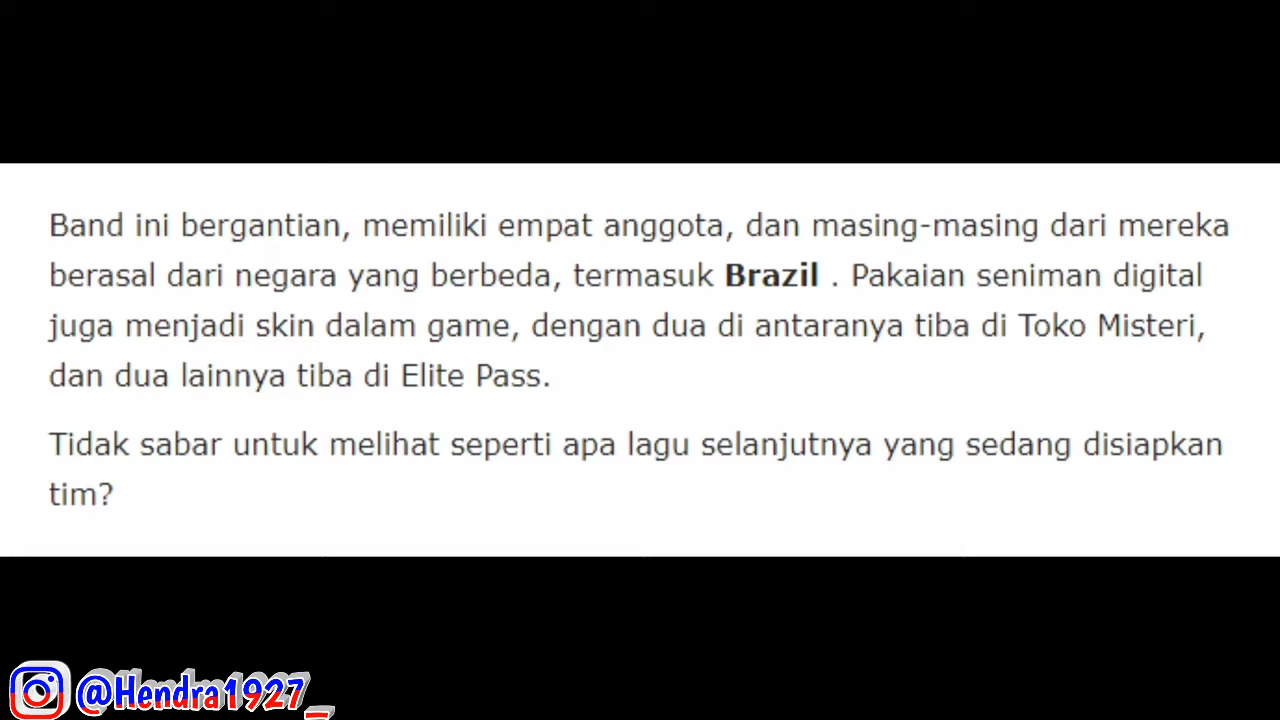 Band ini bergantian, memiliki empat anggota, dan masing-masing dari mereka
berasal dari negara yang berbeda, termasuk Brazil . Pakaian seniman digital
juga menjadi skin dalam game, dengan dua di antaranya tiba di Toko Misteri,
dan dua lainnya tiba di Elite Pass.
Tidak sabar untuk melihat seperti apa lagu selanjutnya yang sedang disiapkan
tim?
@Hendra1927_